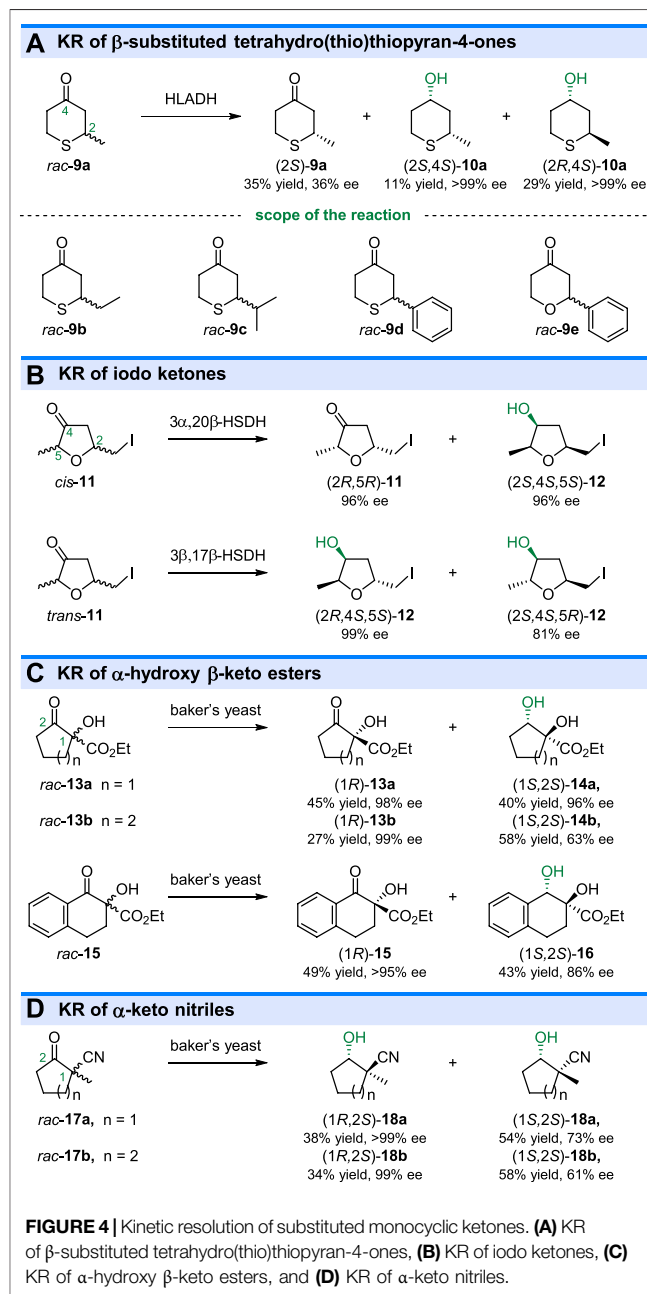 A KR of β-substituted tetrahydro(thio)thiopyran-4-ones
O
4
2
S
rac-9a
HLADH
O
S
(2S)-9a
35% yield, 36% ee
+
OH
S
(2S,4S)-10a
11% yield, >99% ee
+
OH
S
(2R,4S)-10a
29% yield, >99% ee
scope of the reaction
O
S
rac-9b
O
S
rac-9c
O
S
rac-9d
O
O
rac-9e
B KR of iodo ketones
O
4
2
5
O
I
cis-11
3α,20β-HSDH
O
O
I
(2R,5R)-11
96% ee
+
HO
O
I
(2S,4S,5S)-12
96% ee
O
O
I
trans-11
3β,17β-HSDH
HO
O
I
(2R,4S,5S)-12
99% ee
+
HO
O
I
(2S,4S,5R)-12
81% ee
C KR of α-hydroxy β-keto esters
O
2
OH
1
CO2Et
( )n
rac-13a n = 1
rac-13b n = 2
baker's yeast
O
OH
CO2Et
( )n
(1R)-13a
45% yield, 98% ee
(1R)-13b
27% yield, 99% ee
+
OH
OH
CO2Et
( )n
(1S,2S)-14a,
40% yield, 96% ee
(1S,2S)-14b,
58% yield, 63% ee
O
OH
CO2Et
rac-15
baker's yeast
O
OH
CO2Et
(1R)-15
49% yield, >95% ee
+
OH
OH
CO2Et
(1S,2S)-16
43% yield, 86% ee
D KR of α-keto nitriles
O
2
CN
1
( )n
rac-17a, n = 1
rac-17b, n = 2
baker's yeast
OH
CN
( )n
(1R,2S)-18a
38% yield, >99% ee
(1R,2S)-18b
34% yield, 99% ee
+
OH
CN
( )n
(1S,2S)-18a,
54% yield, 73% ee
(1S,2S)-18b,
58% yield, 61% ee
FIGURE 4 | Kinetic resolution of substituted monocyclic ketones. (A) KR
of β-substituted tetrahydro(thio)thiopyran-4-ones, (B) KR of iodo ketones, (C)
KR of α-hydroxy β-keto esters, and (D) KR of α-keto nitriles.